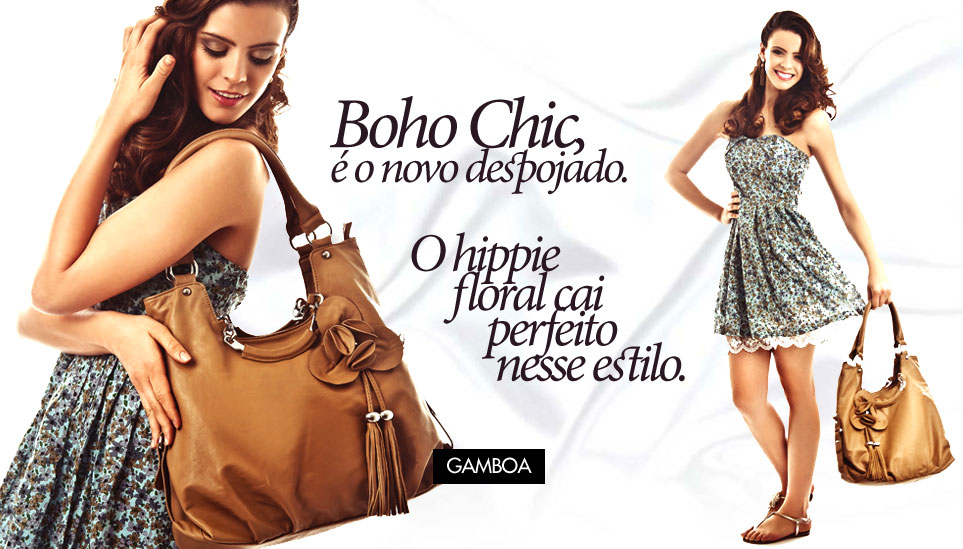 Boho Chic,
é o novo despojado.
O hippie
floral cai
perfeito
nesse estilo.
GAMBOA